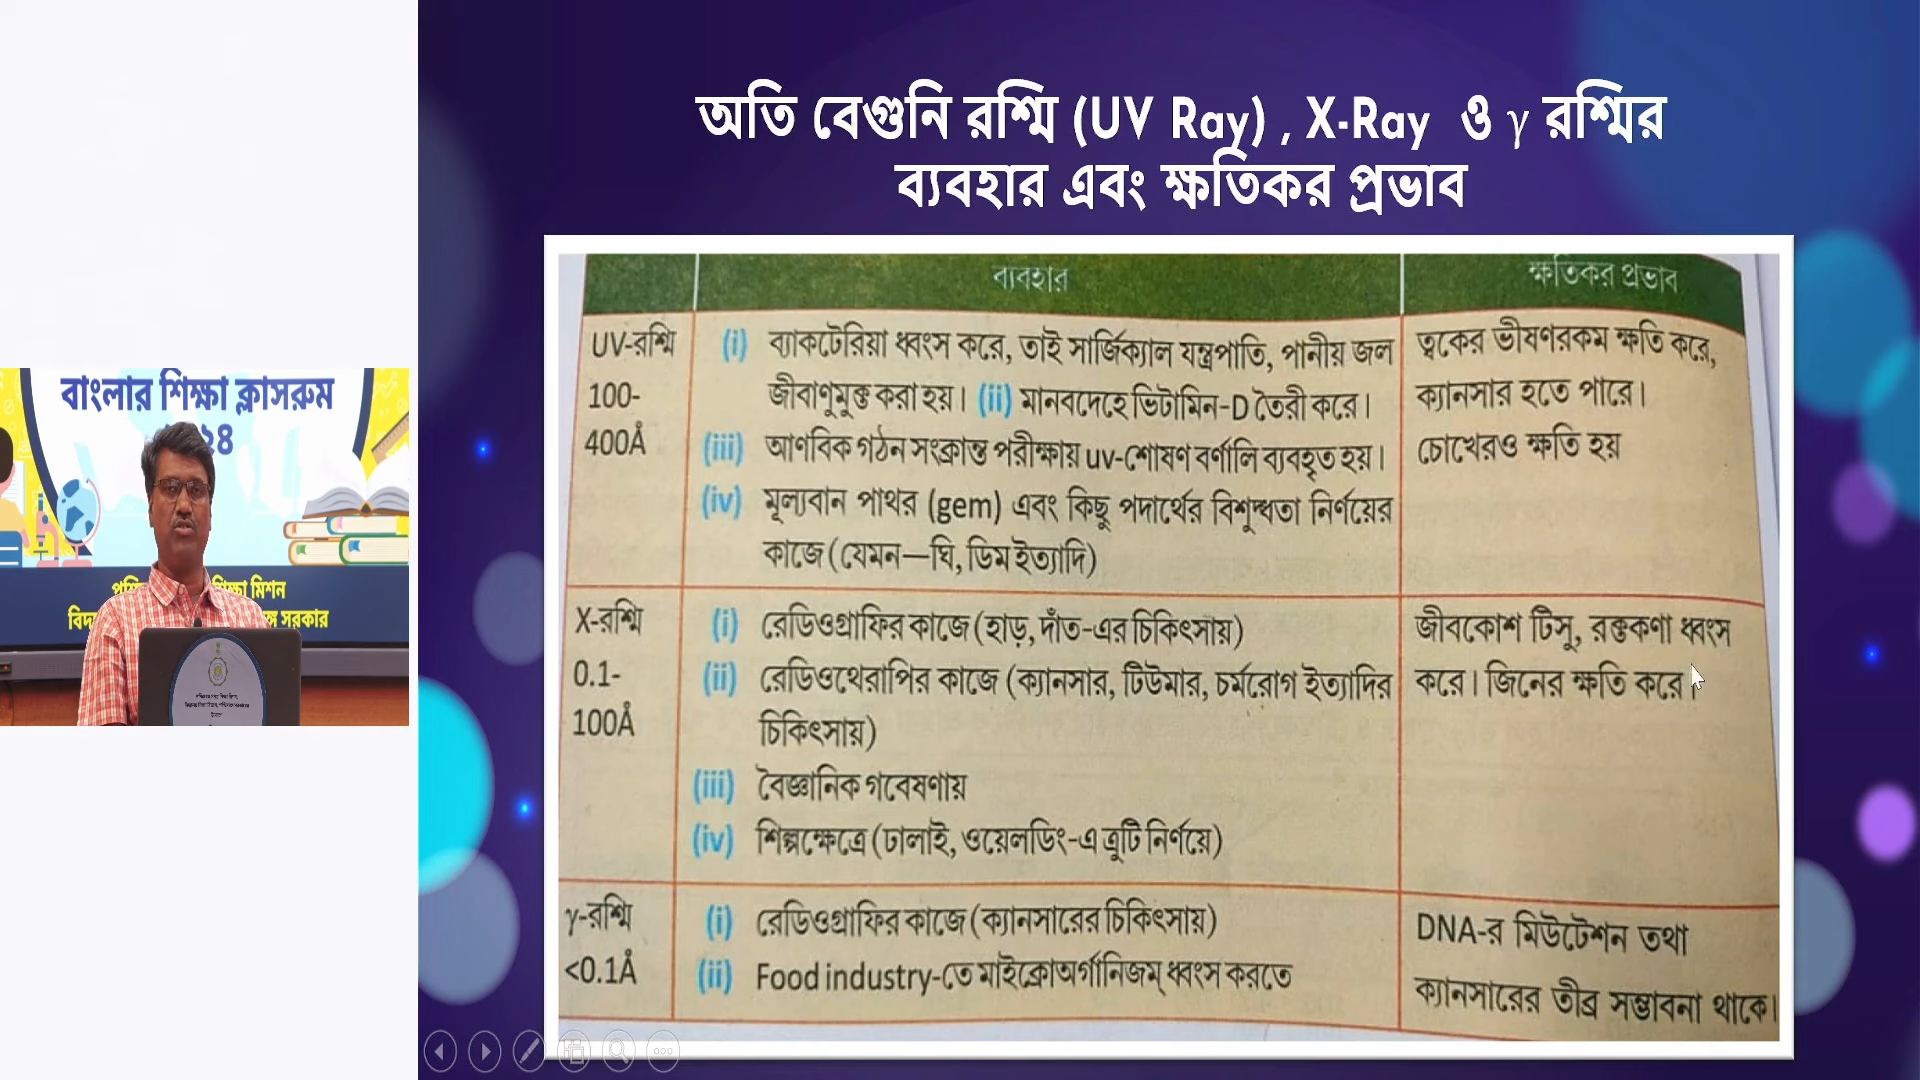 অতি বেগুনি রশ্মি (UV Ray) , X-Ray ও γ রশ্মির
ব্যবহার এবং ক্ষতিকর প্রভাব
ব্যবহার
ক্ষতিকর প্রভাব
UV-রশ্মি
100-
400Å
(i) ব্যাকটেরিয়া ধ্বংস করে, তাই সার্জিক্যাল যন্ত্রপাতি, পানীয় জল
জীবাণুমুক্ত করা হয়। (ii) মানবদেহে ভিটামিন-D তৈরী করে।
(iii) আণবিক গঠন সংক্রান্ত পরীক্ষায় uv-শোষণ বর্ণালি ব্যবহৃত হয়।
(iv) মূল্যবান পাথর (gem) এবং কিছু পদার্থের বিশুদ্ধতা নির্ণয়ের
কাজে (যেমন—ঘি, ডিম ইত্যাদি)
ত্বকের ভীষণরকম ক্ষতি করে,
ক্যানসার হতে পারে।
চোখেরও ক্ষতি হয়
X-রশ্মি
0.1-
100Å
(i) রেডিওগ্রাফির কাজে (হাড়, দাঁত-এর চিকিৎসায়)
(ii) রেডিওথেরাপির কাজে (ক্যানসার, টিউমার, চর্মরোগ ইত্যাদির
চিকিৎসায়)
(iii) বৈজ্ঞানিক গবেষণায়
(iv) শিল্পক্ষেত্রে (ঢালাই, ওয়েলডিং-এ ত্রুটি নির্ণয়ে)
জীবকোশ টিসু, রক্তকণা ধ্বংস
করে। জিনের ক্ষতি করে।
γ-রশ্মি
<0.1Å
(i) রেডিওগ্রাফির কাজে (ক্যানসারের চিকিৎসায়)
(ii) Food industry-তে মাইক্রোঅর্গানিজম্ ধ্বংস করতে
DNA-র মিউটেশন তথা
ক্যানসারের তীব্র সম্ভাবনা থাকে।
বাংলার শিক্ষা ক্লাসরুম
২৪
মিশন
সরকার